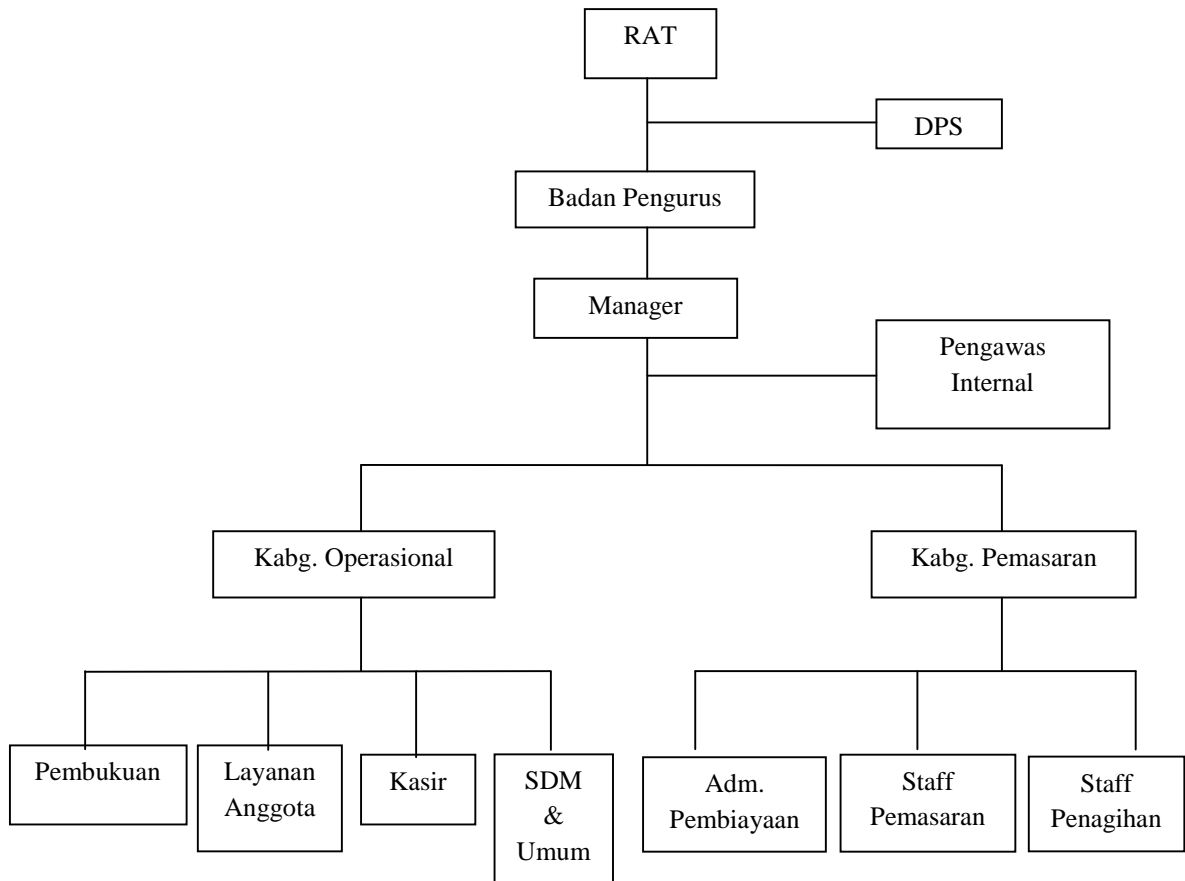 RAT
DPS
Badan Pengurus
Manager
Pengawas
Internal
Kabg. Operasional
Kabg. Pemasaran
Pembukuan
Layanan
Anggota
Kasir
SDM
&
Umum
Adm.
Pembiayaan
Staff
Pemasaran
Staff
Penagihan